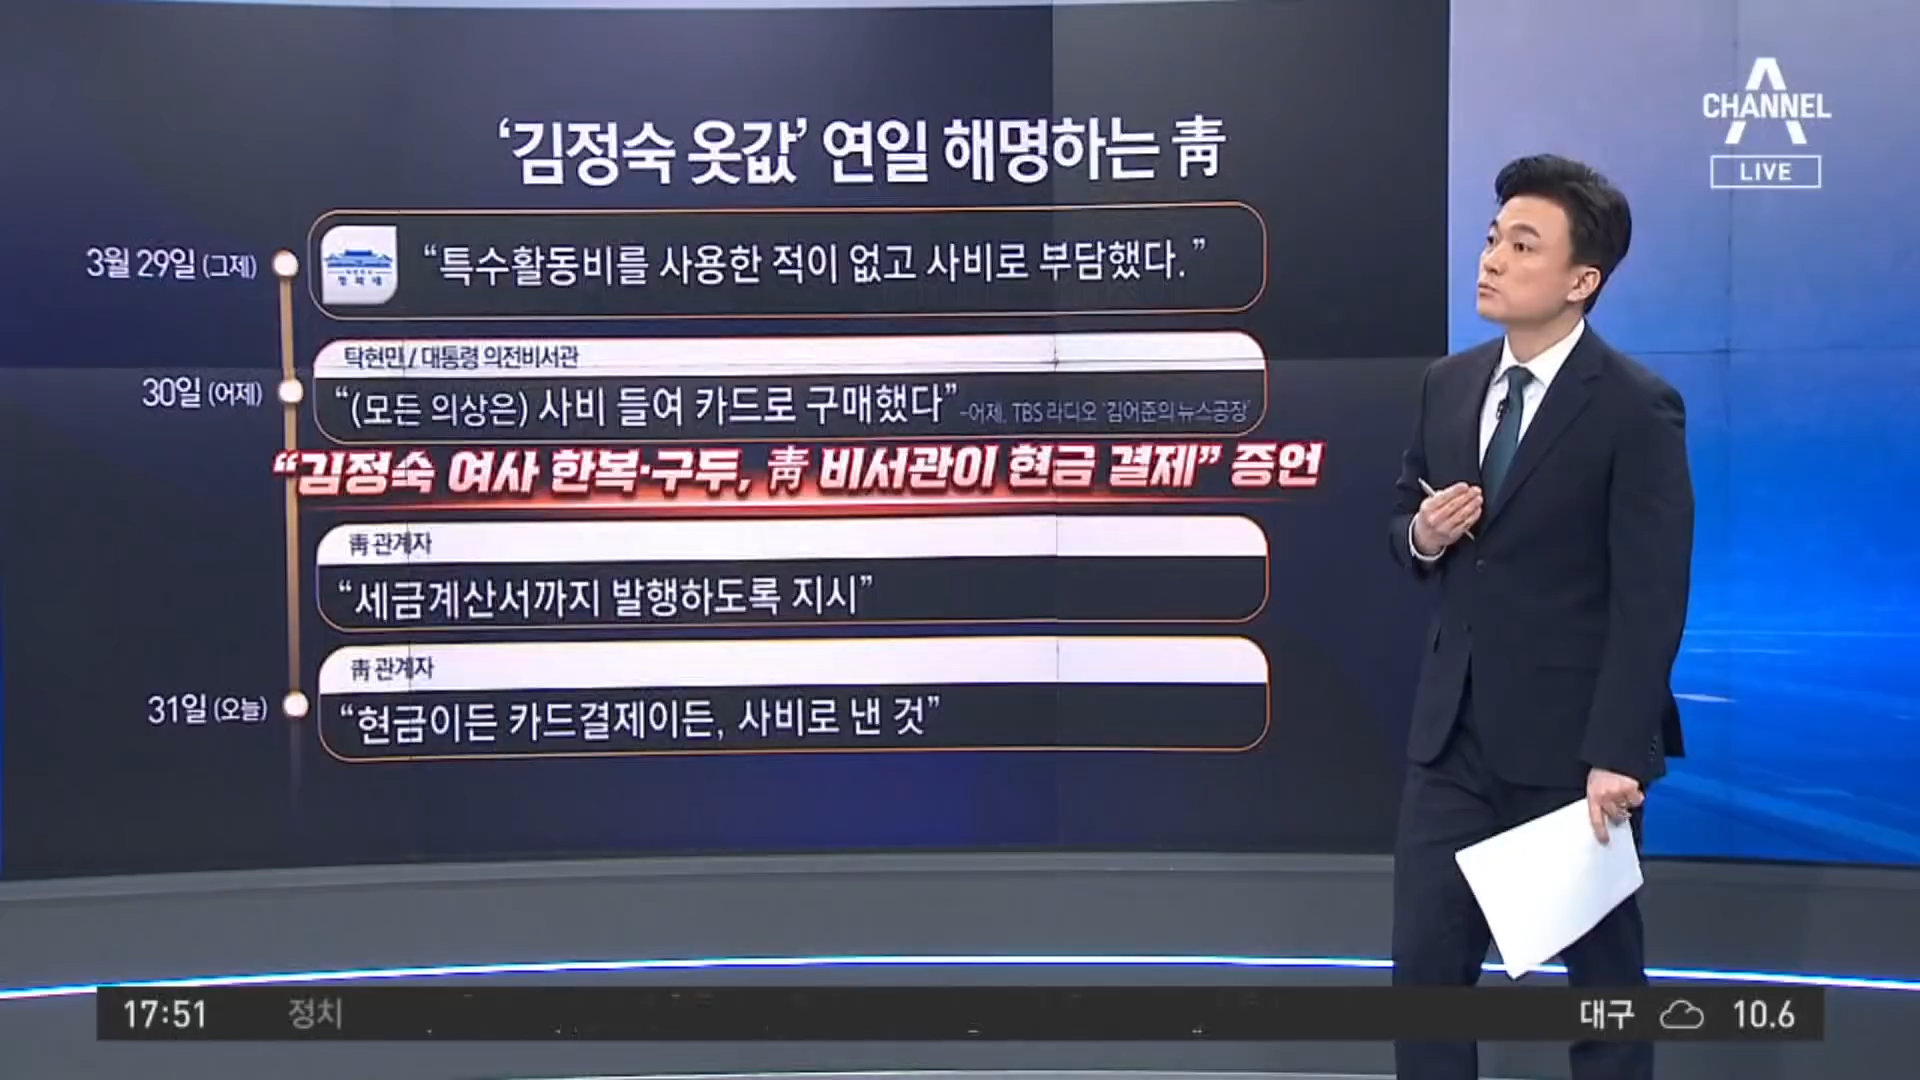 ‘김정숙 옷값’ 연일 해명하는 靑
CHANNEL A
LIVE
3월 29일 (그제)
청와대
“특수활동비를 사용한 적이 없고 사비로 부담했다.”
탁현민 / 대통령 의전비서관
30일 (어제)
“(모든 의상은) 사비 들여 카드로 구매했다” -어제, TBS 라디오 ‘김어준의 뉴스공장’
“김정숙 여사 한복·구두, 靑 비서관이 현금 결제” 증언
靑 관계자
“세금계산서까지 발행하도록 지시”
靑 관계자
31일 (오늘)
“현금이든 카드결제이든, 사비로 낸 것”
17:51 정치 대구 10.6